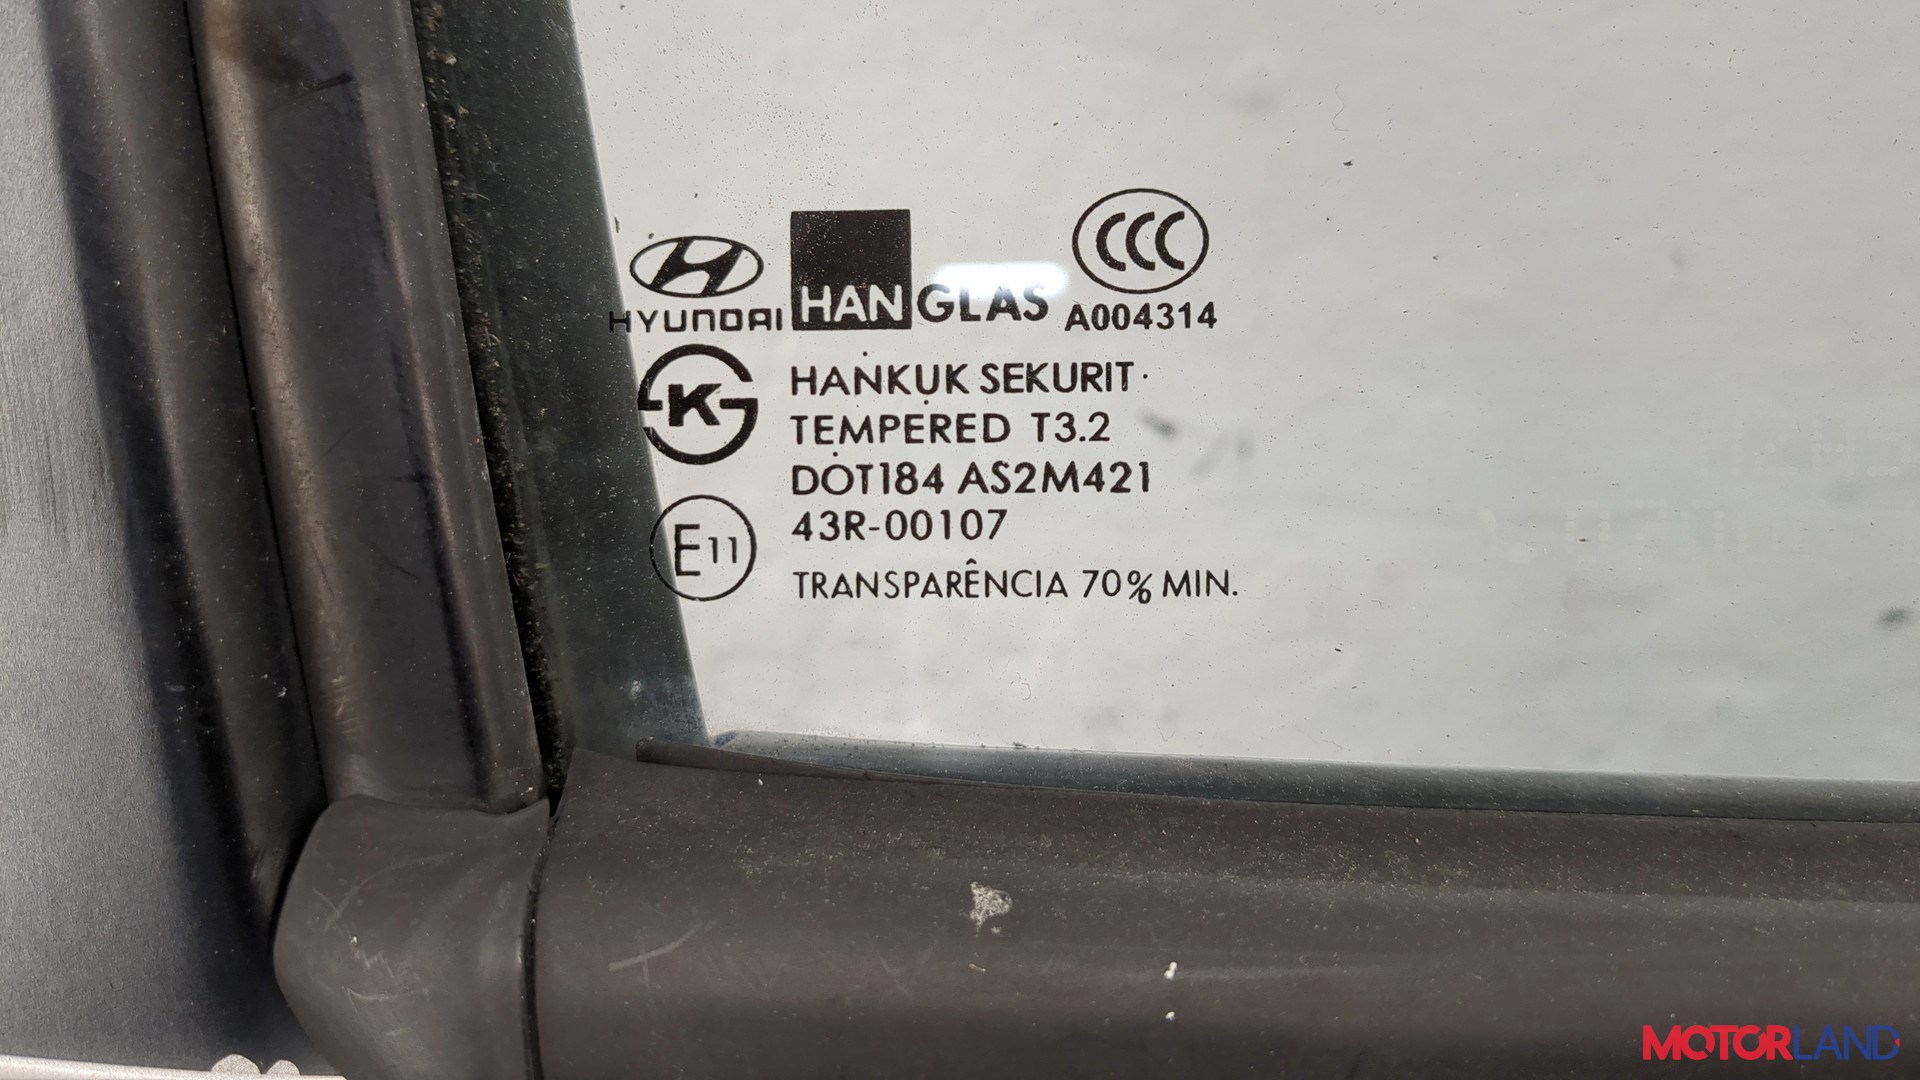 HYUNDAI HANGLAS CCC
A004314
K
HANKUK SEKURIT
TEMPERED T3.2
DOT184 AS2M421
E11 43R-00107
TRANSPARÊNCIA 70% MIN.
MOTORLAND